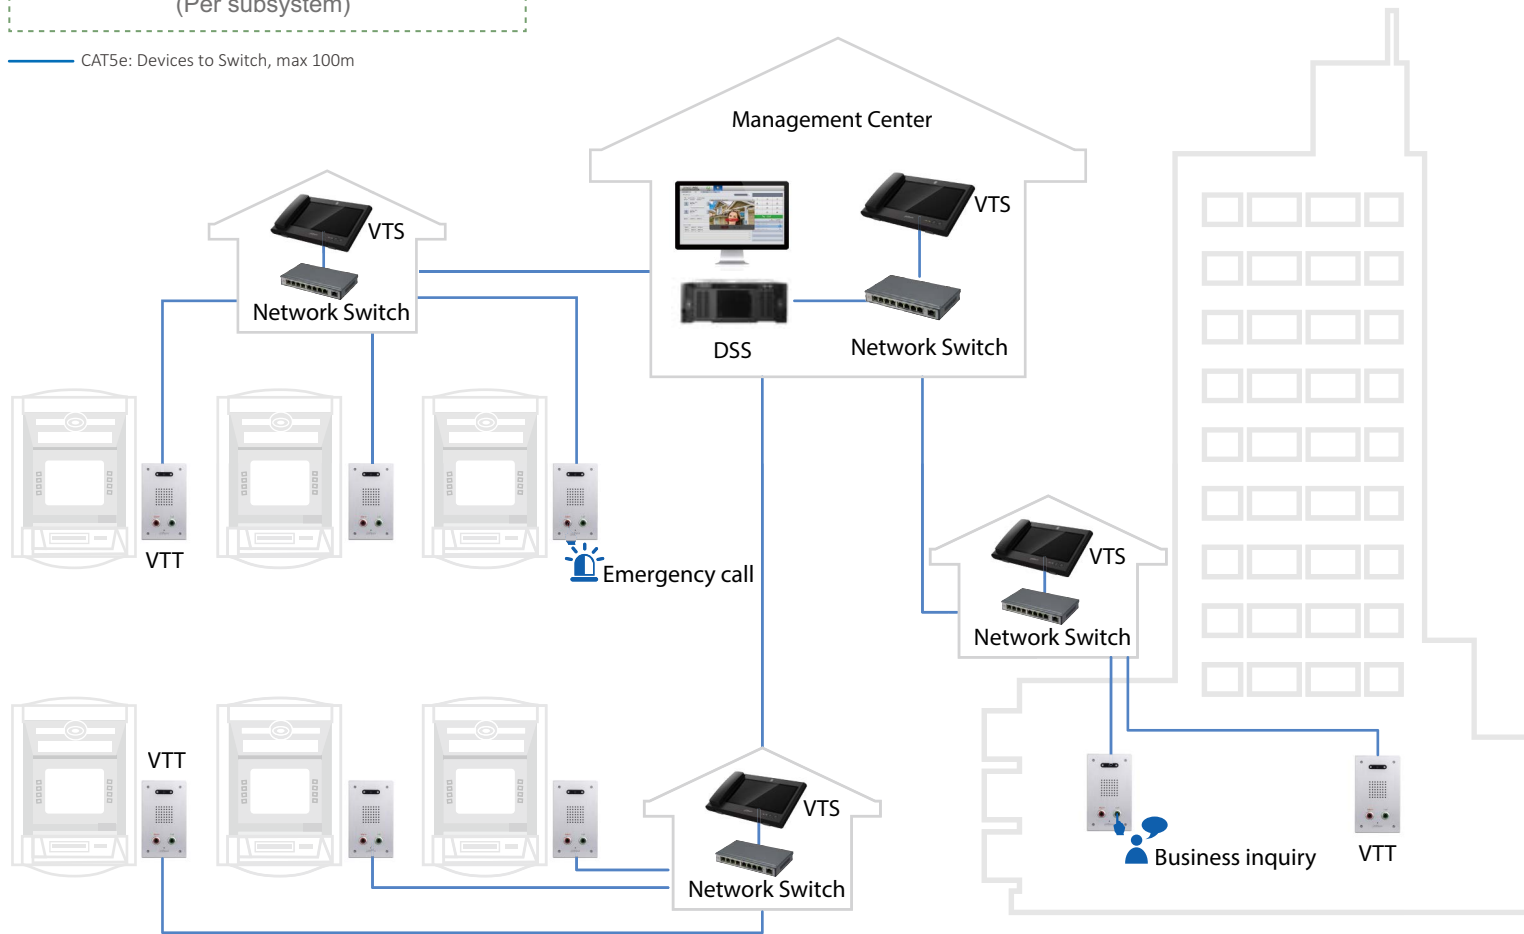 (Per subsystem)
CAT5e: Devices to Switch, max 100m
Management Center
VTS
VTS
Network Switch
DSS
Network Switch
VTT
Emergency call
VTS
Network Switch
VTT
VTS
Network Switch
Business inquiry
VTT